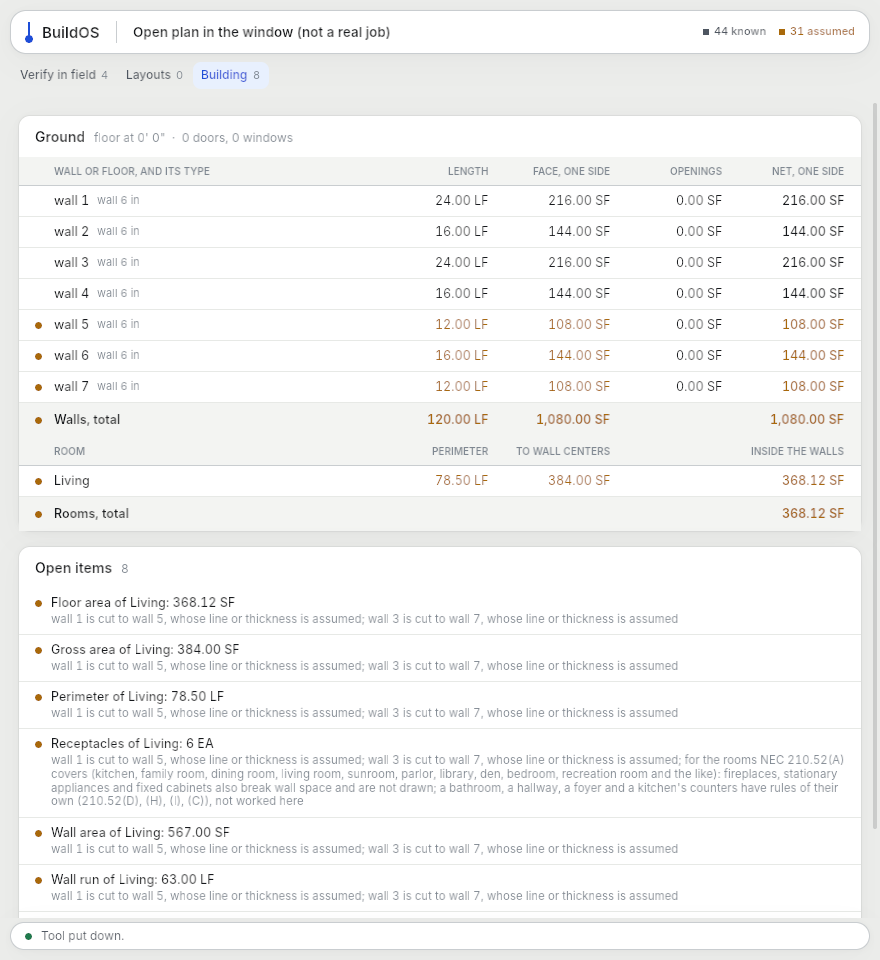 BuildOS
Open plan in the window (not a real job)
44 known
31 assumed
Verify in field 4
Layouts 0
Building 8
Ground floor at 0' 0" · 0 doors, 0 windows
WALL OR FLOOR, AND ITS TYPE LENGTH FACE, ONE SIDE OPENINGS NET, ONE SIDE
wall 1 wall 6 in 24.00 LF 216.00 SF 0.00 SF 216.00 SF
wall 2 wall 6 in 16.00 LF 144.00 SF 0.00 SF 144.00 SF
wall 3 wall 6 in 24.00 LF 216.00 SF 0.00 SF 216.00 SF
wall 4 wall 6 in 16.00 LF 144.00 SF 0.00 SF 144.00 SF
wall 5 wall 6 in 12.00 LF 108.00 SF 0.00 SF 108.00 SF
wall 6 wall 6 in 16.00 LF 144.00 SF 0.00 SF 144.00 SF
wall 7 wall 6 in 12.00 LF 108.00 SF 0.00 SF 108.00 SF
Walls, total 120.00 LF 1,080.00 SF 1,080.00 SF
ROOM PERIMETER TO WALL CENTERS INSIDE THE WALLS
Living 78.50 LF 384.00 SF 368.12 SF
Rooms, total 368.12 SF
Open items 8
Floor area of Living: 368.12 SF
wall 1 is cut to wall 5, whose line or thickness is assumed; wall 3 is cut to wall 7, whose line or thickness is assumed
Gross area of Living: 384.00 SF
wall 1 is cut to wall 5, whose line or thickness is assumed; wall 3 is cut to wall 7, whose line or thickness is assumed
Perimeter of Living: 78.50 LF
wall 1 is cut to wall 5, whose line or thickness is assumed; wall 3 is cut to wall 7, whose line or thickness is assumed
Receptacles of Living: 6 EA
wall 1 is cut to wall 5, whose line or thickness is assumed; wall 3 is cut to wall 7, whose line or thickness is assumed; for the rooms NEC 210.52(A)
covers (kitchen, family room, dining room, living room, sunroom, parlor, library, den, bedroom, recreation room and the like): fireplaces, stationary
appliances and fixed cabinets also break wall space and are not drawn; a bathroom, a hallway, a foyer and a kitchen's counters have rules of their
own (210.52(D), (H), (I), (C)), not worked here
Wall area of Living: 567.00 SF
wall 1 is cut to wall 5, whose line or thickness is assumed; wall 3 is cut to wall 7, whose line or thickness is assumed
Wall run of Living: 63.00 LF
wall 1 is cut to wall 5, whose line or thickness is assumed; wall 3 is cut to wall 7, whose line or thickness is assumed
Tool put down.